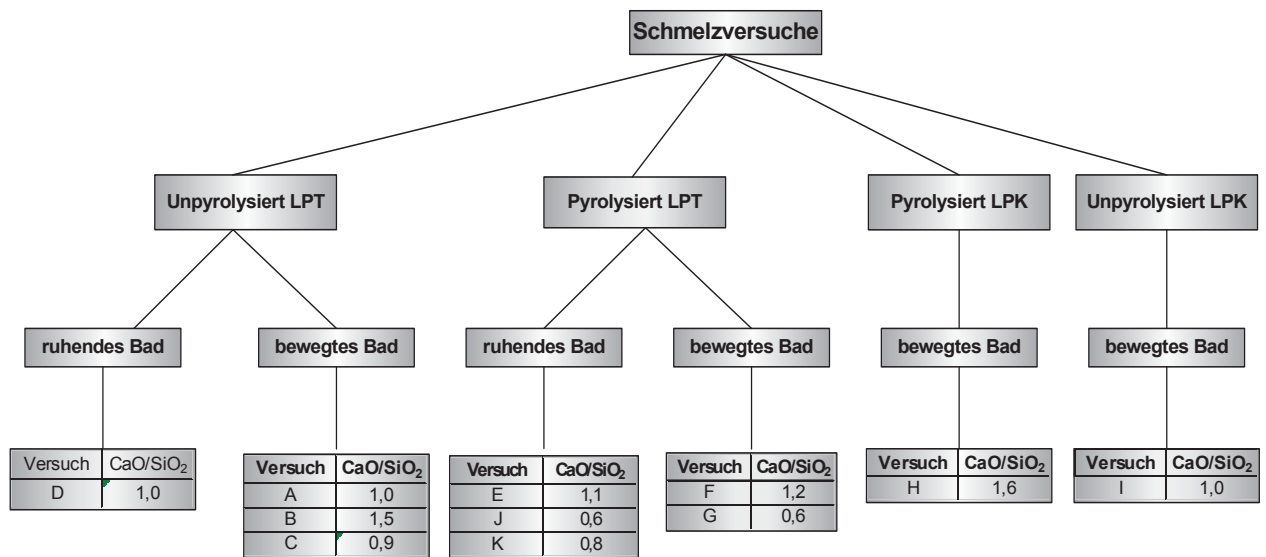 Schmelzversuche
Unpyrolysiert LPT
Pyrolysiert LPT
Pyrolysiert LPK
Unpyrolysiert LPK
ruhendes Bad
bewegtes Bad
ruhendes Bad
bewegtes Bad
bewegtes Bad
bewegtes Bad
Versuch CaO/SiO₂
D 1,0
Versuch CaO/SiO₂
A 1,0
B 1,5
C 0,9
Versuch CaO/SiO₂
E 1,1
J 0,6
K 0,8
Versuch CaO/SiO₂
F 1,2
G 0,6
Versuch CaO/SiO₂
H 1,6
Versuch CaO/SiO₂
I 1,0